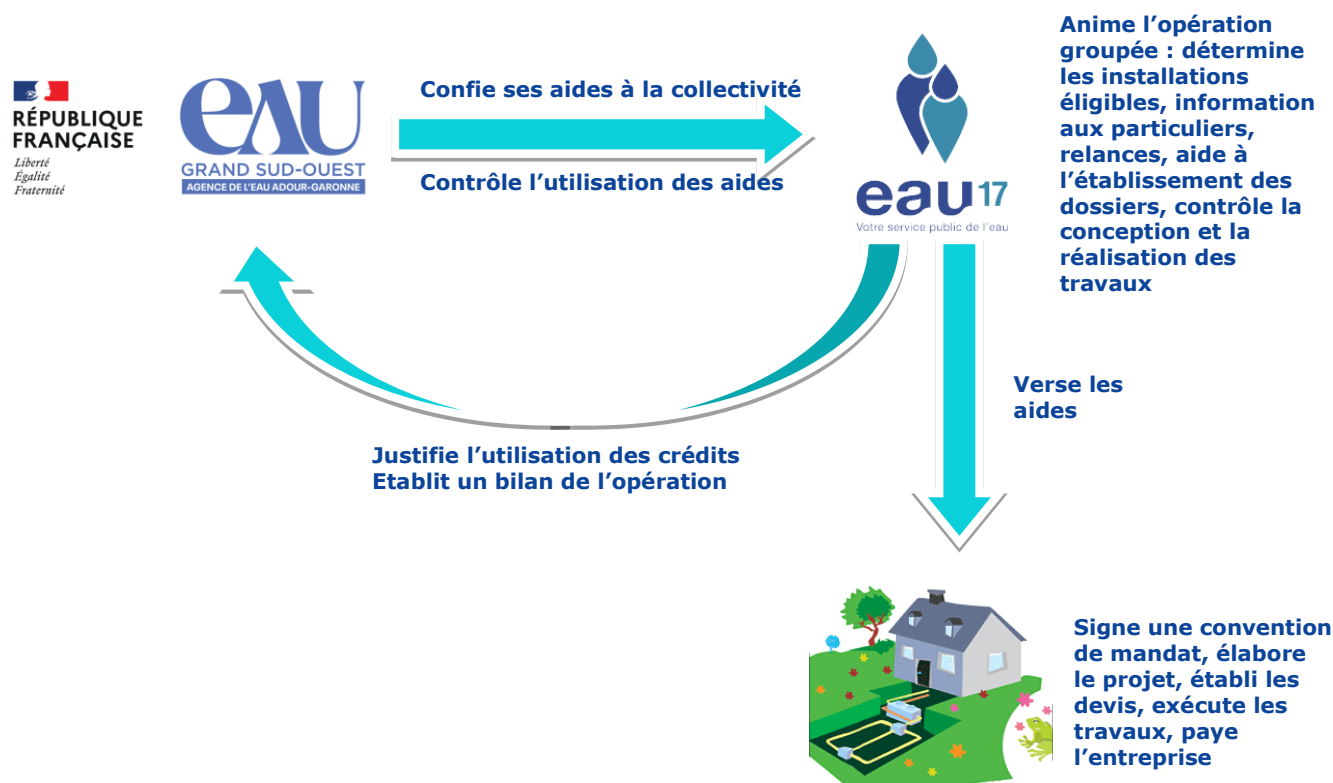 RÉPUBLIQUE
FRANÇAISE
Liberté
Égalité
Fraternité
eAU
GRAND SUD-OUEST
AGENCE DE L'EAU ADOUR-GARONNE
Confie ses aides à la collectivité
Contrôle l’utilisation des aides
eau17
Votre service public de l'eau
Anime l’opération
groupée : détermine
les installations
éligibles, information
aux particuliers,
relances, aide à
l’établissement des
dossiers, contrôle la
conception et la
réalisation des
travaux
Verse les
aides
Justifie l’utilisation des crédits
Etablit un bilan de l’opération
Signe une convention
de mandat, élabore
le projet, établi les
devis, exécute les
travaux, paye
l’entreprise